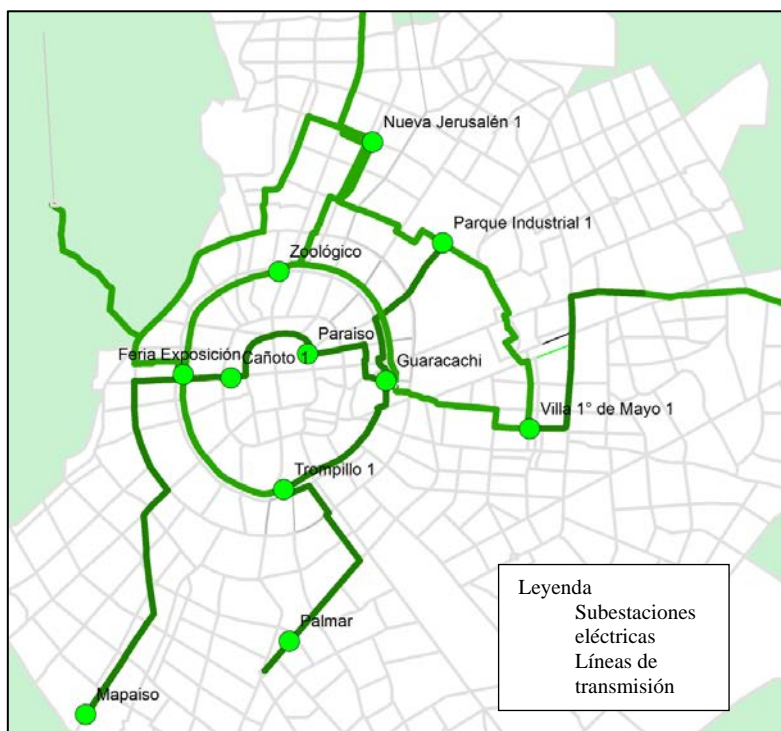 Nueva Jerusalén 1
Parque Industrial 1
Zoológico
Paraíso
Feria Exposición
Cañoto 1
Guaracachi
Villa 1° de Mayo 1
Trompillo 1
Palmar
Mapaiso
Leyenda
Subestaciones
eléctricas
Líneas de
transmisión